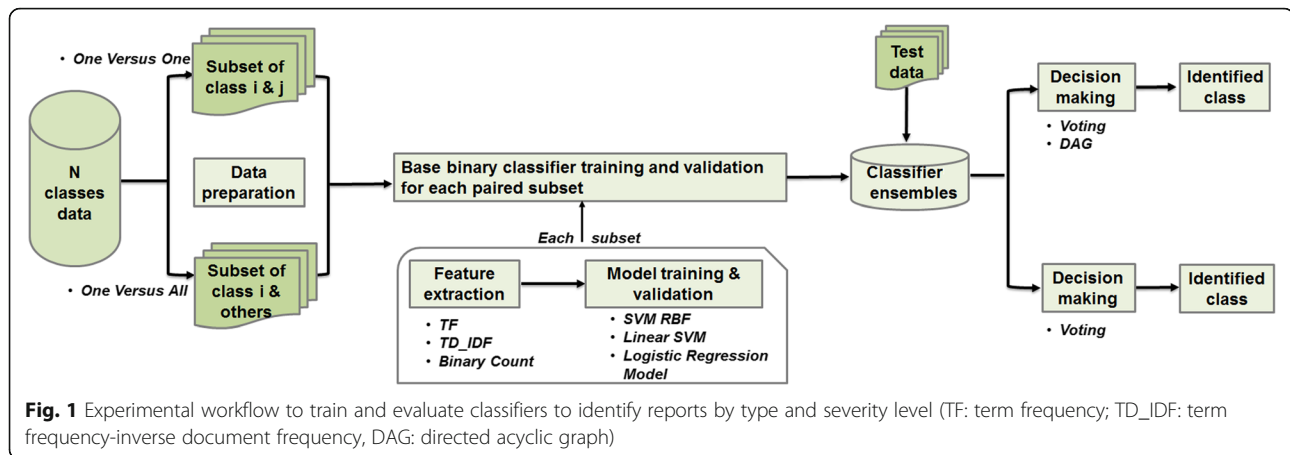 • One Versus One
Subset of
class i & j
N
classes
data
Data
preparation
• One Versus All
Subset of
class i &
others
Base binary classifier training and validation
for each paired subset
Each subset
Feature
extraction
• TF
• TD_IDF
• Binary Count
Model training &
validation
• SVM RBF
• Linear SVM
• Logistic Regression
Model
Test
data
Classifier
ensembles
Decision
making
• Voting
• DAG
Identified
class
Decision
making
• Voting
Identified
class
Fig. 1 Experimental workflow to train and evaluate classifiers to identify reports by type and severity level (TF: term frequency; TD_IDF: term
frequency-inverse document frequency, DAG: directed acyclic graph)